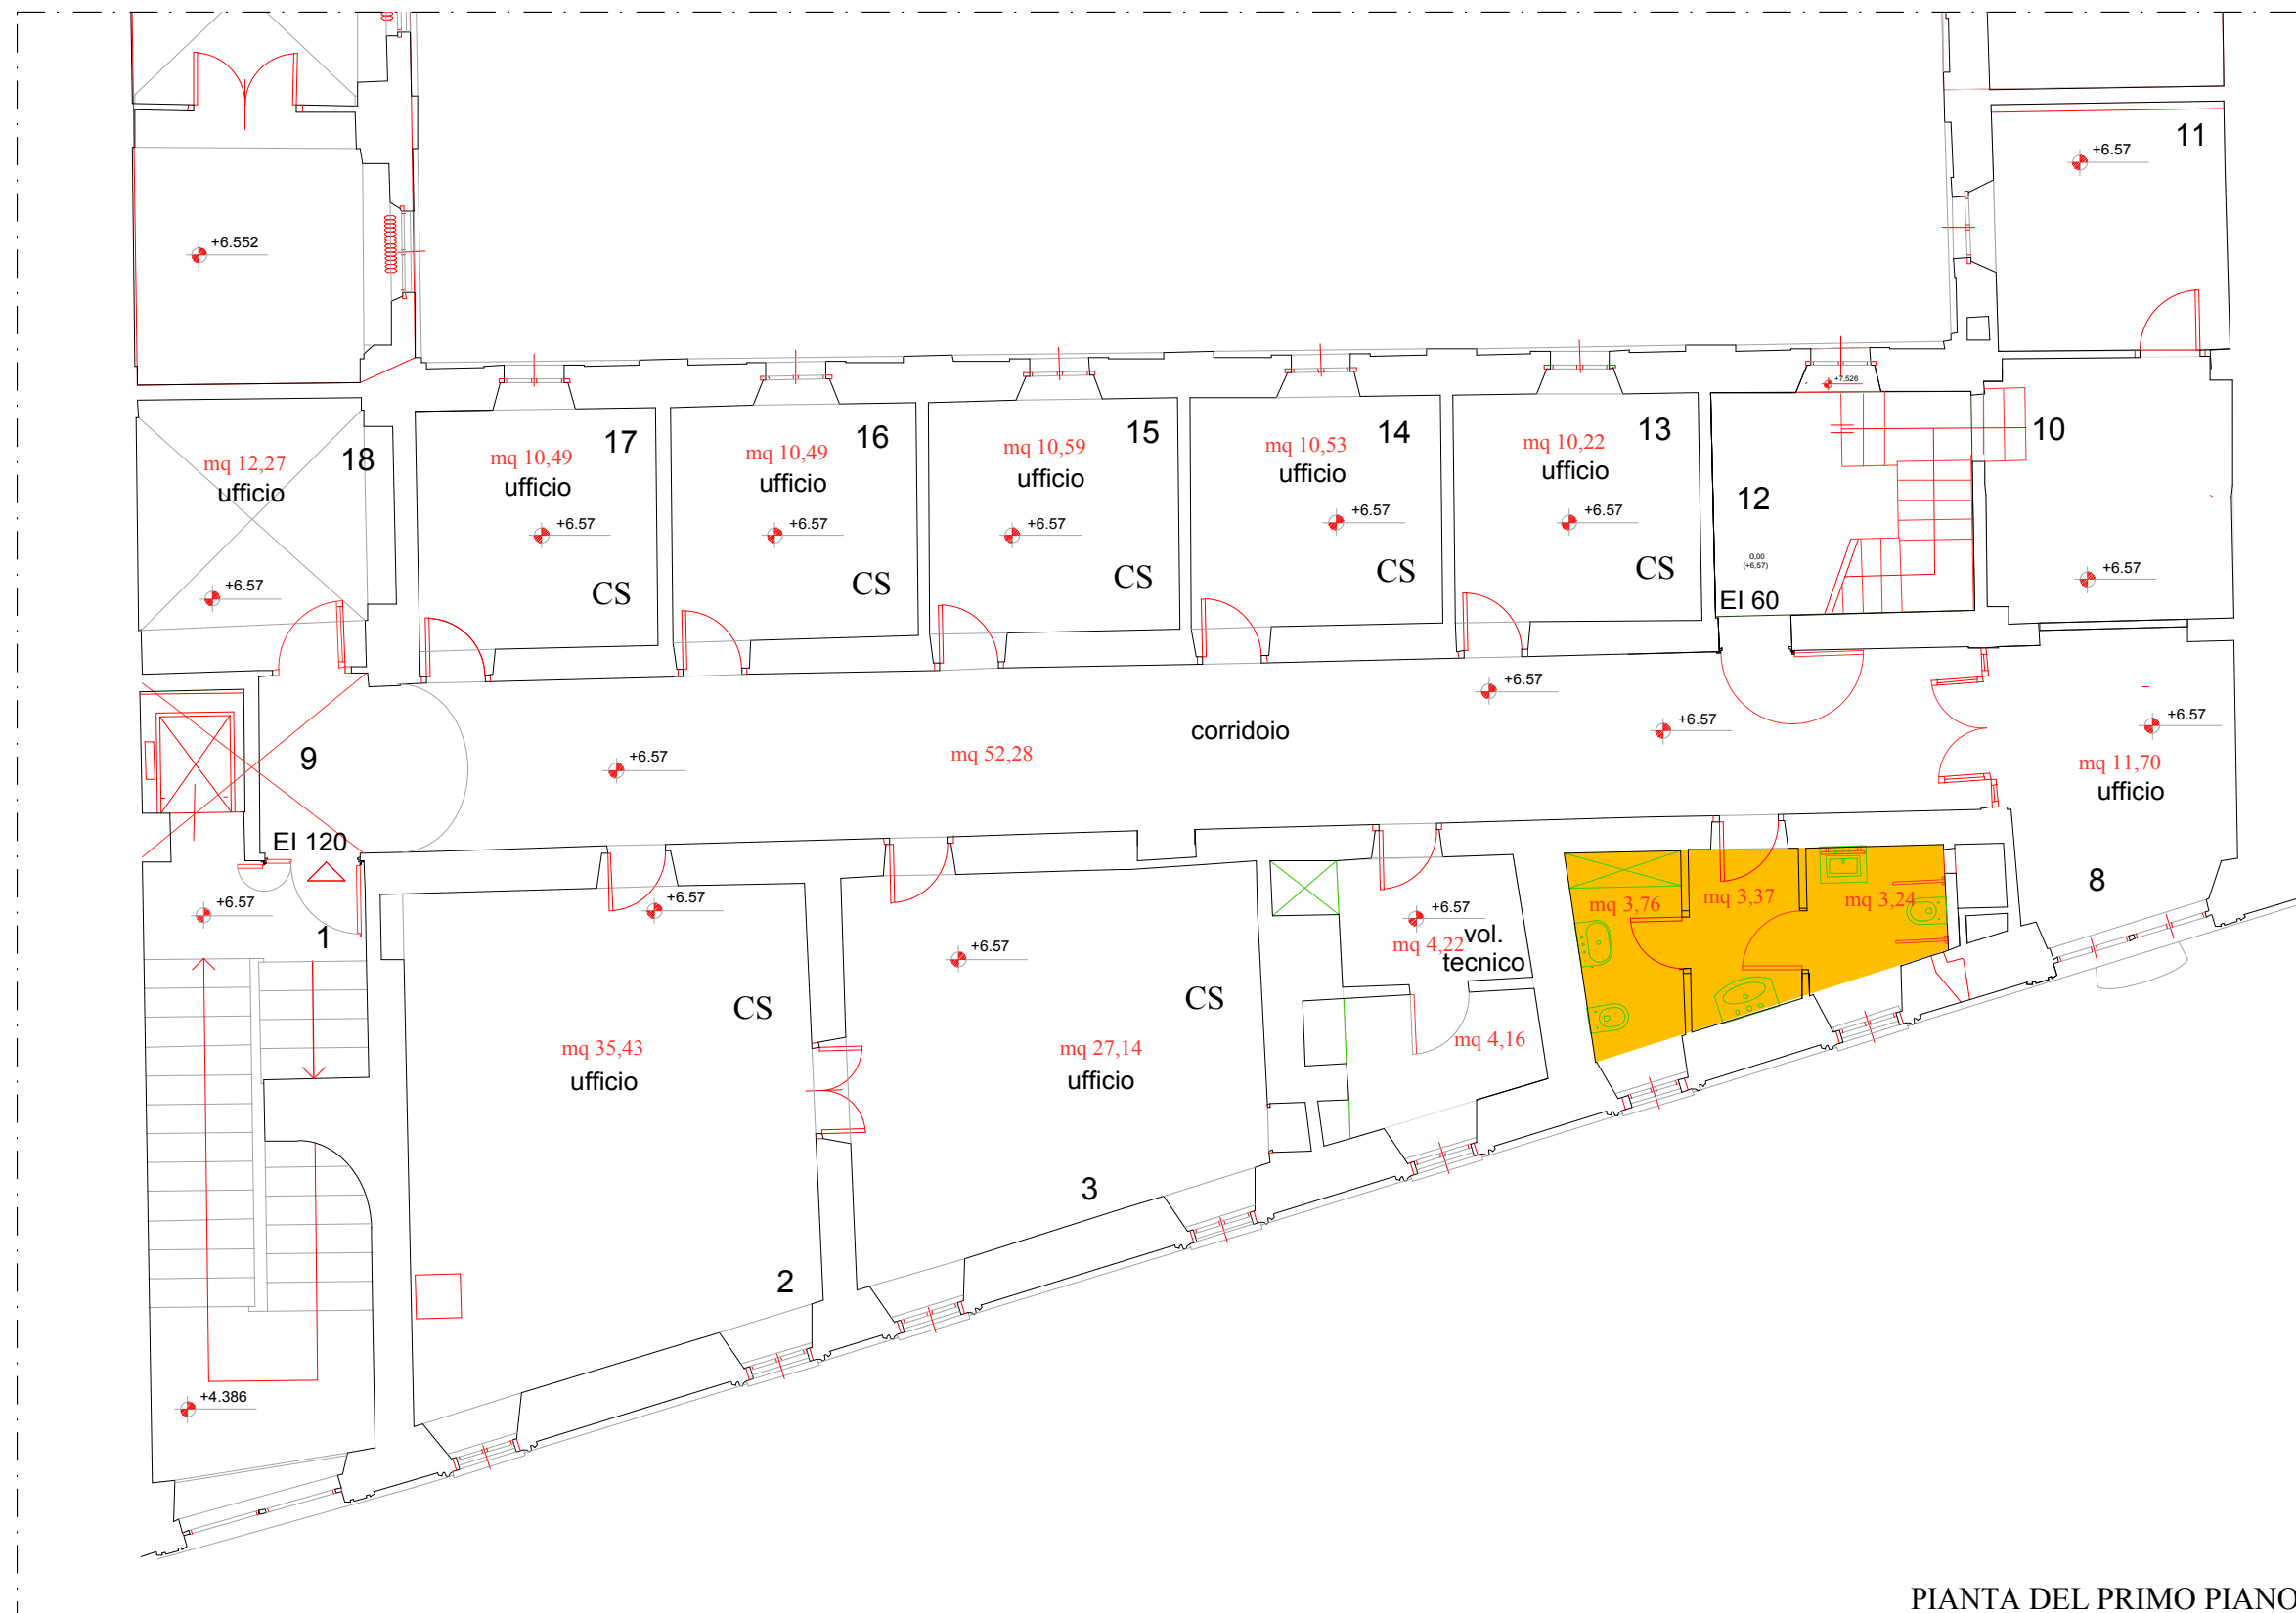 11
+6.57
+6.552
17
16
15
14
13
10
18
mq 12,27
ufficio
mq 10,49
ufficio
mq 10,49
ufficio
mq 10,59
ufficio
mq 10,53
ufficio
mq 10,22
ufficio
+7,526
12
+6.57
+6.57
+6.57
+6.57
+6.57
0,00
(+6,57)
+6.57
+6.57
CS
CS
CS
CS
CS
EI 60
+6.57
+6.57
+6.57
corridoio
9
+6.57
mq 52,28
mq 11,70
ufficio
EI 120
8
+6.57
+6.57
+6.57
mq 3,76
mq 3,37
mq 3,24
1
+6.57
mq 4,22
vol.
tecnico
CS
CS
mq 35,43
ufficio
mq 27,14
ufficio
mq 4,16
3
2
+4.386
PIANTA DEL PRIMO PIANO